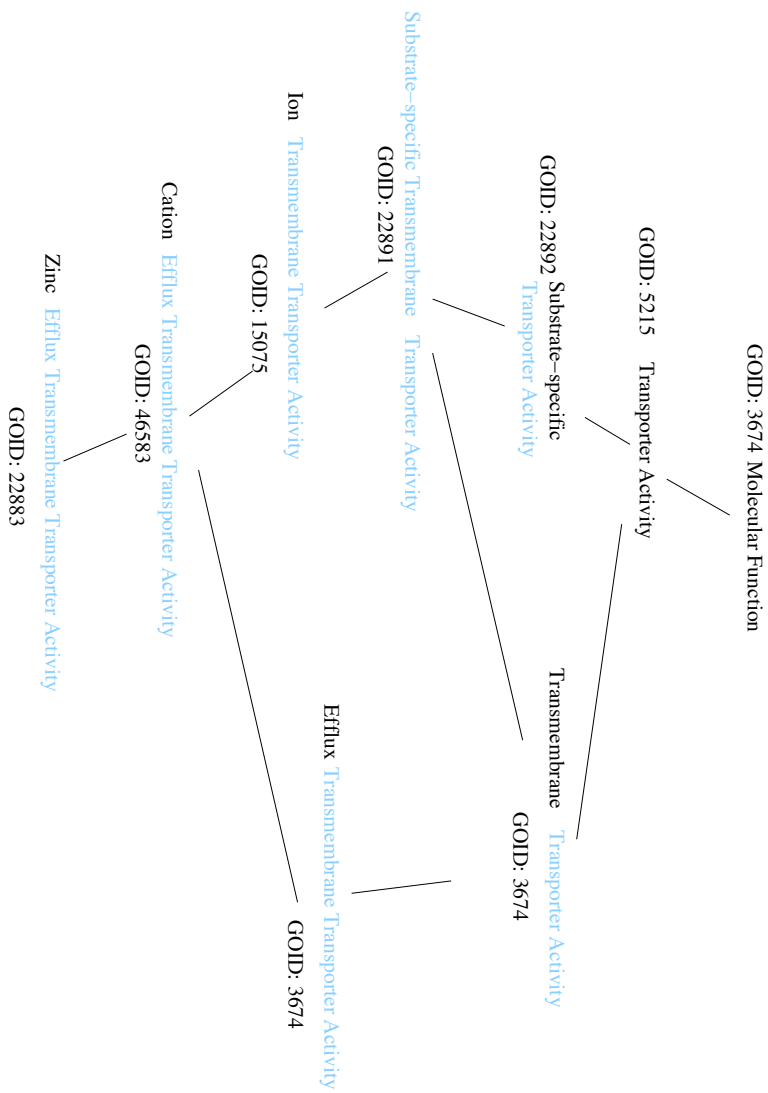 GOID: 3674 Molecular Function
GOID: 5215 Transporter Activity
GOID: 22892 Substrate−specific
Transporter Activity
Transmembrane Transporter Activity
GOID: 3674
Substrate−specific Transmembrane Transporter Activity
GOID: 22891
Efflux Transmembrane Transporter Activity
GOID: 3674
Ion Transmembrane Transporter Activity
GOID: 15075
Cation Efflux Transmembrane Transporter Activity
GOID: 46583
Zinc Efflux Transmembrane Transporter Activity
GOID: 22883